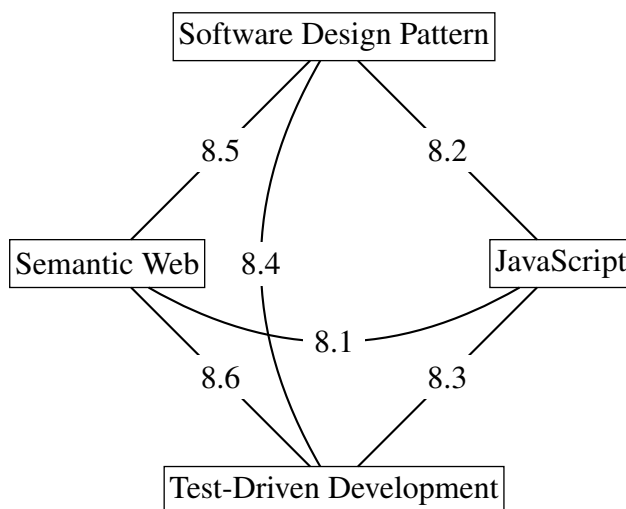 Software Design Pattern
8.5
8.2
Semantic Web
8.4
JavaScript
8.1
8.6
8.3
Test-Driven Development